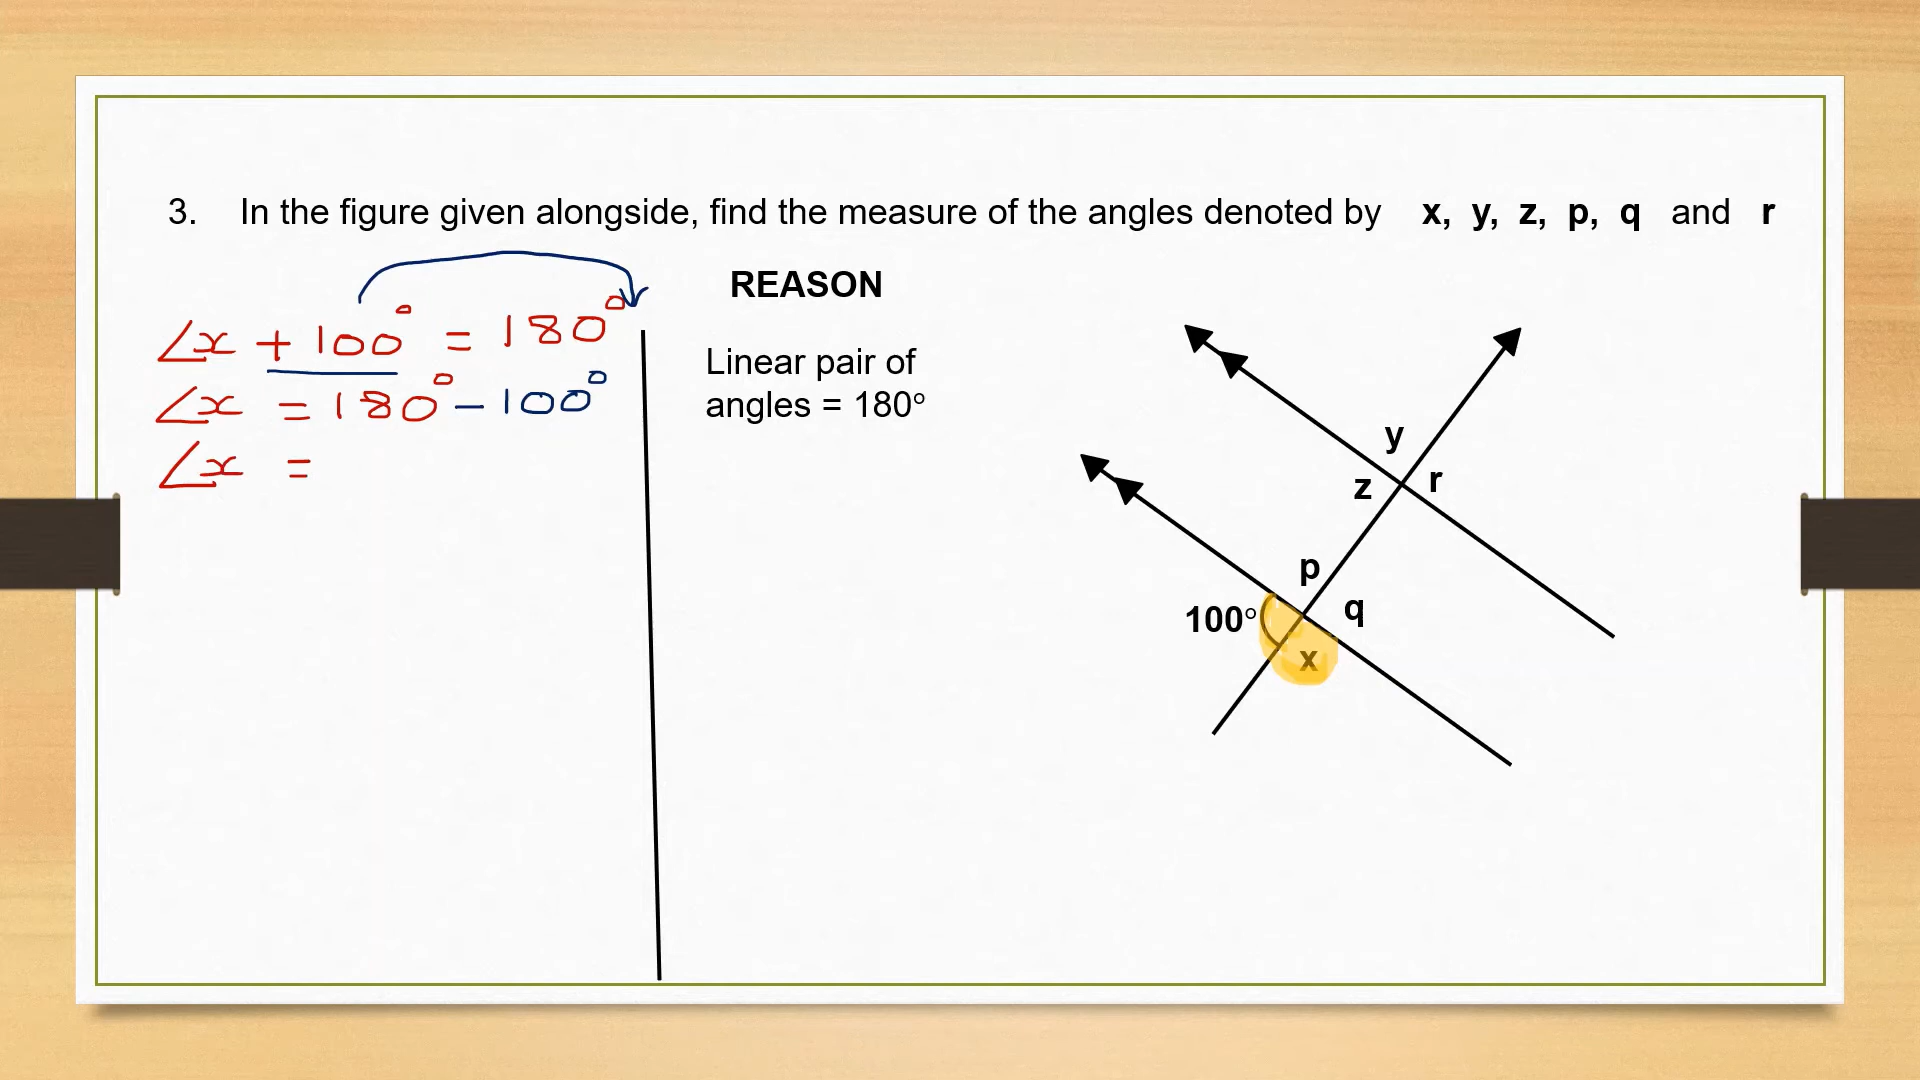 3. In the figure given alongside, find the measure of the angles denoted by x, y, z, p, q and r
∠x + 100° = 180°
∠x = 180° – 100°
∠x =
REASON
Linear pair of
angles = 180°
y
z
r
p
100°
q
x